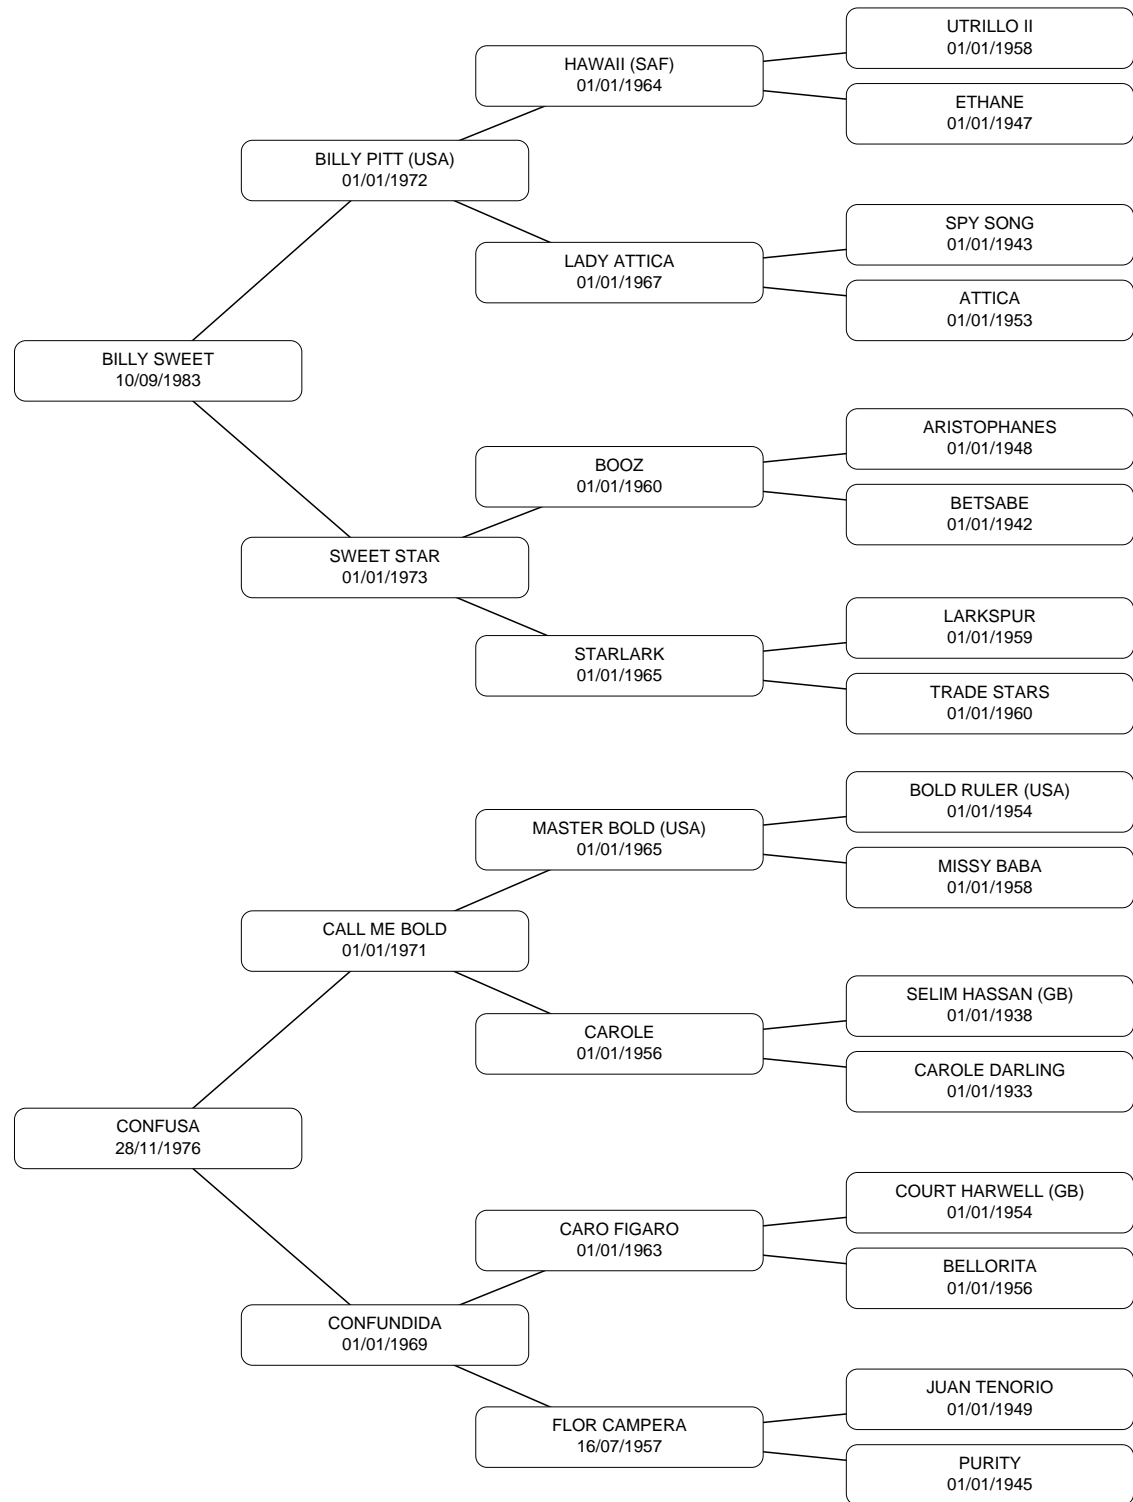 UTRILLO II
01/01/1958
HAWAII (SAF)
01/01/1964
ETHANE
01/01/1947
BILLY PITT (USA)
01/01/1972
SPY SONG
01/01/1943
LADY ATTICA
01/01/1967
ATTICA
01/01/1953
BILLY SWEET
10/09/1983
ARISTOPHANES
01/01/1948
BOOZ
01/01/1960
BETSABE
01/01/1942
SWEET STAR
01/01/1973
LARKSPUR
01/01/1959
STARLARK
01/01/1965
TRADE STARS
01/01/1960
BOLD RULER (USA)
01/01/1954
MASTER BOLD (USA)
01/01/1965
MISSY BABA
01/01/1958
CALL ME BOLD
01/01/1971
SELIM HASSAN (GB)
01/01/1938
CAROLE
01/01/1956
CAROLE DARLING
01/01/1933
CONFUSA
28/11/1976
COURT HARWELL (GB)
01/01/1954
CARO FIGARO
01/01/1963
BELLORITA
01/01/1956
CONFUNDIDA
01/01/1969
JUAN TENORIO
01/01/1949
FLOR CAMPERA
16/07/1957
PURITY
01/01/1945